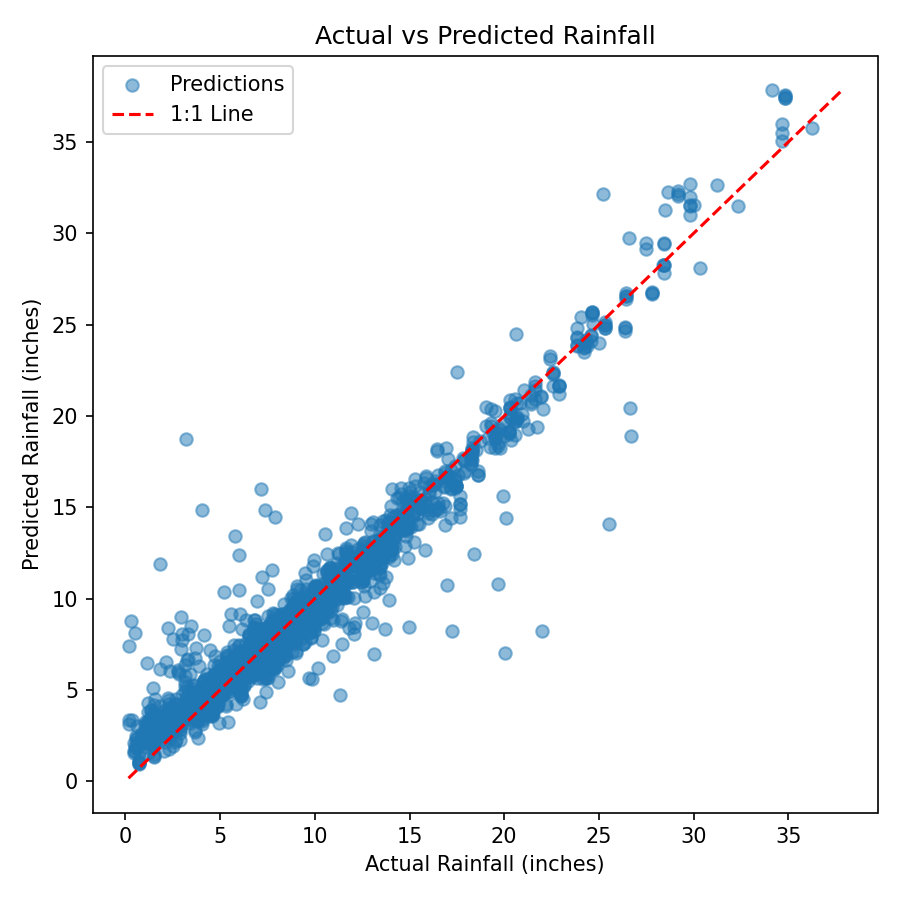 Actual vs Predicted Rainfall
Predictions
1:1 Line
35
30
25
20
15
10
5
0
Predicted Rainfall (inches)
0 5 10 15 20 25 30 35
Actual Rainfall (inches)